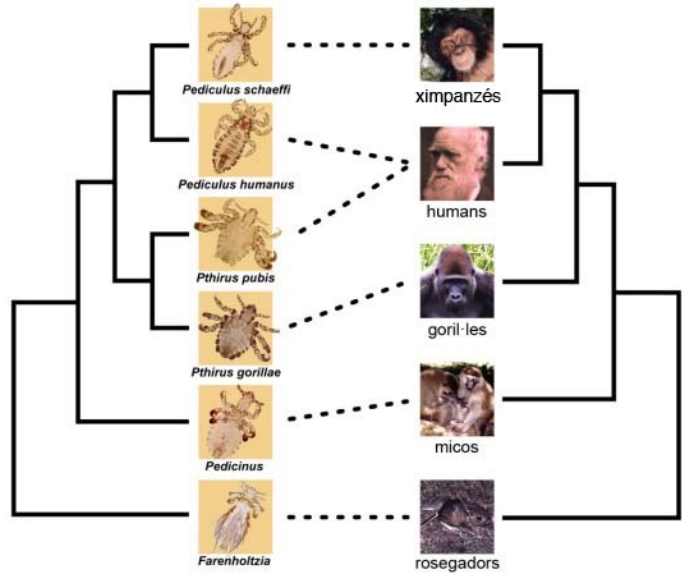 Pediculus schaeffi
ximpanzés
Pediculus humanus
humans
Pthirus pubis
goril·les
Pthirus gorillae
micos
Pedicinus
rosegadors
Farenholtzia